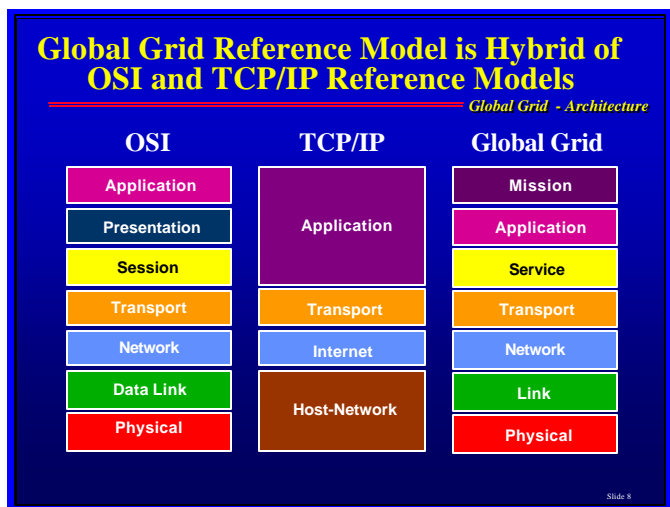 Global Grid Reference Model is Hybrid of
OSI and TCP/IP Reference Models
Global Grid - Architecture
OSI
Application
Presentation
Session
Transport
Network
Data Link
Physical
TCP/IP
Application
Transport
Internet
Host-Network
Global Grid
Mission
Application
Service
Transport
Network
Link
Physical
Slide 8